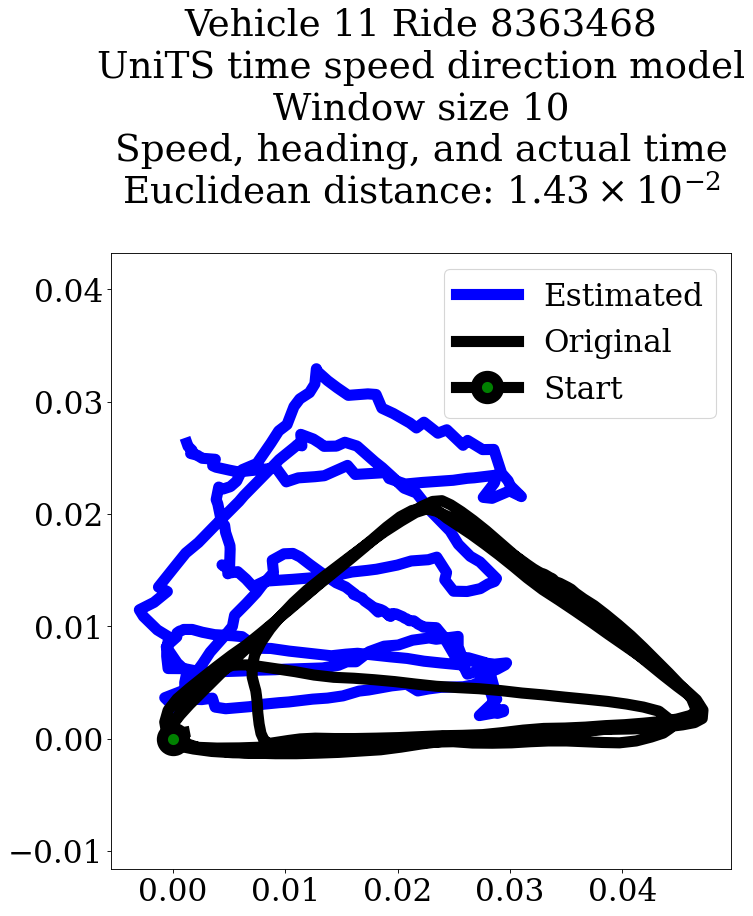 Vehicle 11 Ride 8363468
UniTS time speed direction model
Window size 10
Speed, heading, and actual time
Euclidean distance: 1.43 × 10⁻²
Estimated
Original
Start
0.04
0.03
0.02
0.01
0.00
−0.01
0.00 0.01 0.02 0.03 0.04